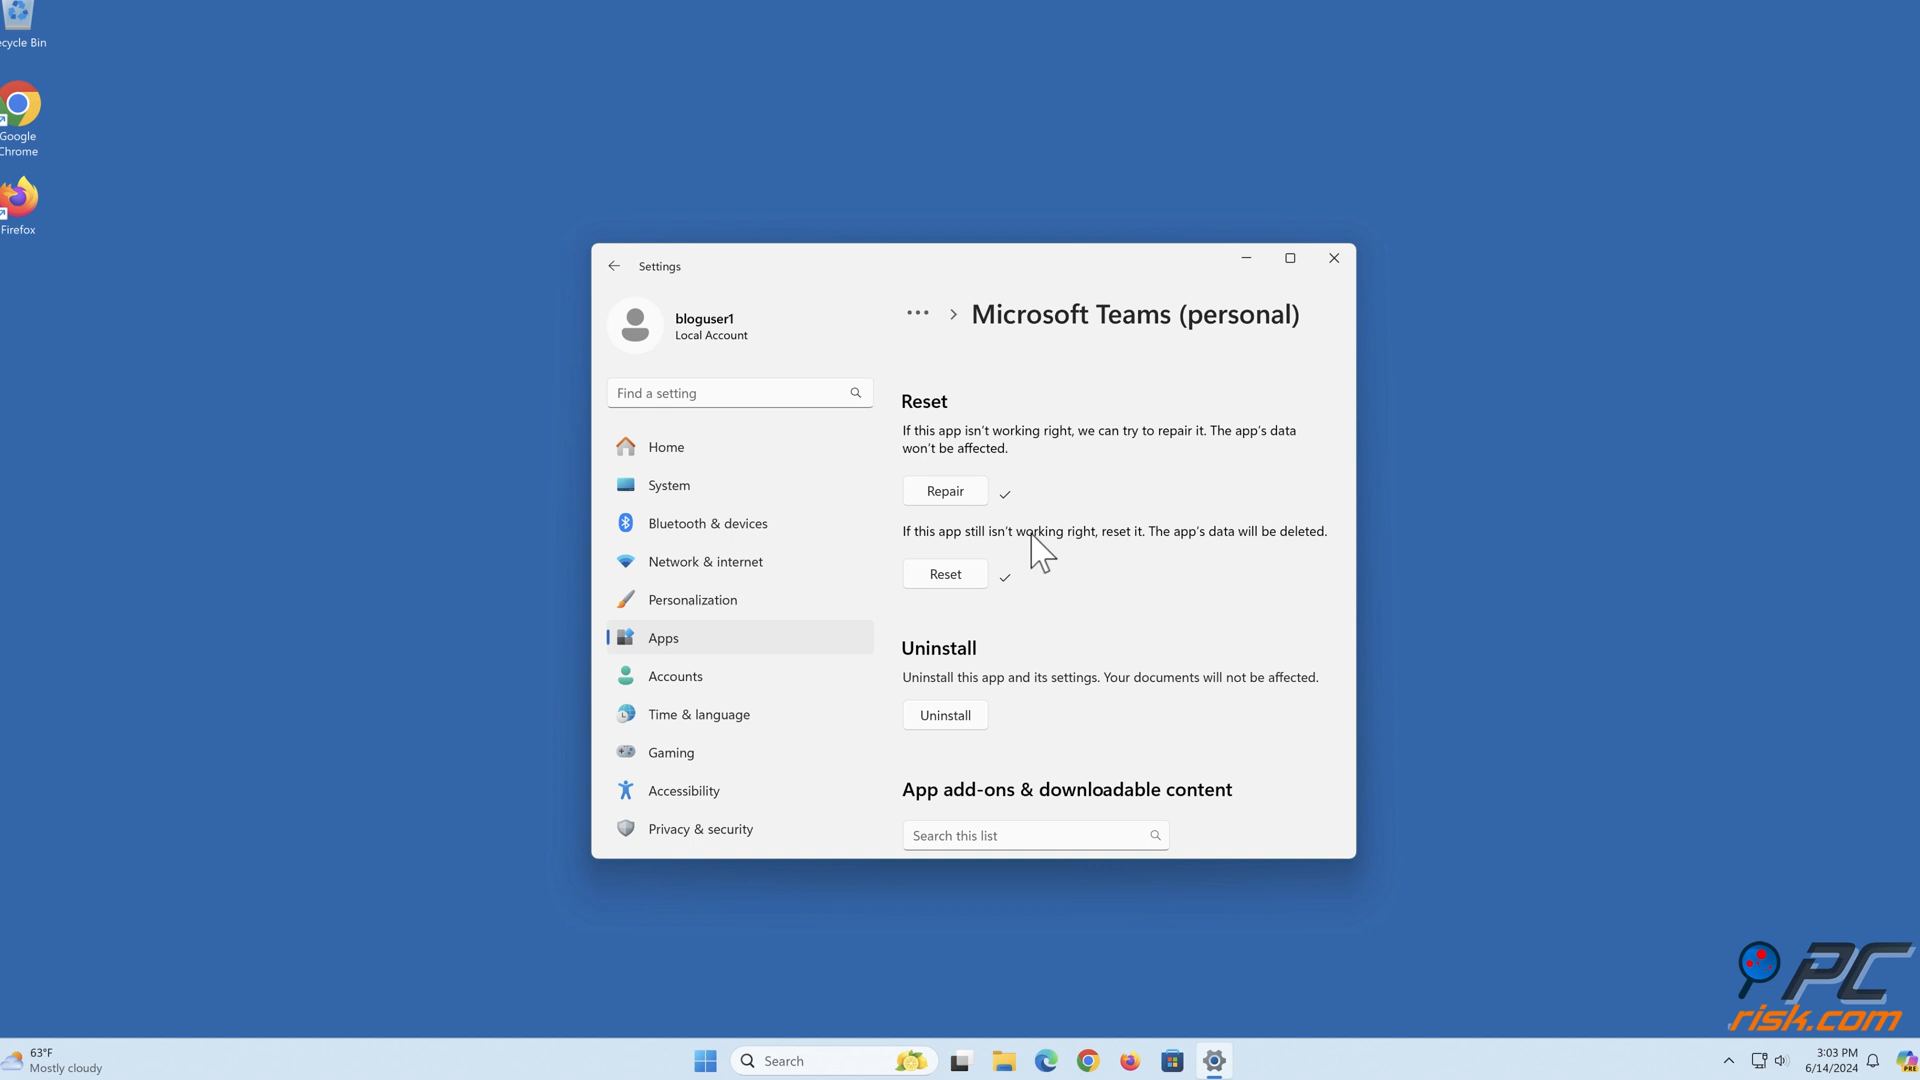 ecycle Bin
Google
Chrome
Firefox
Settings
bloguser1
Local Account
Find a setting
Home
System
Bluetooth & devices
Network & internet
Personalization
Apps
Accounts
Time & language
Gaming
Accessibility
Privacy & security
... > Microsoft Teams (personal)
Reset
If this app isn't working right, we can try to repair it. The app's data
won't be affected.
Repair
If this app still isn't working right, reset it. The app's data will be deleted.
Reset
Uninstall
Uninstall this app and its settings. Your documents will not be affected.
Uninstall
App add-ons & downloadable content
Search this list
PC
risk.com
63°F
Mostly cloudy
Search
3:03 PM
6/14/2024
PRE